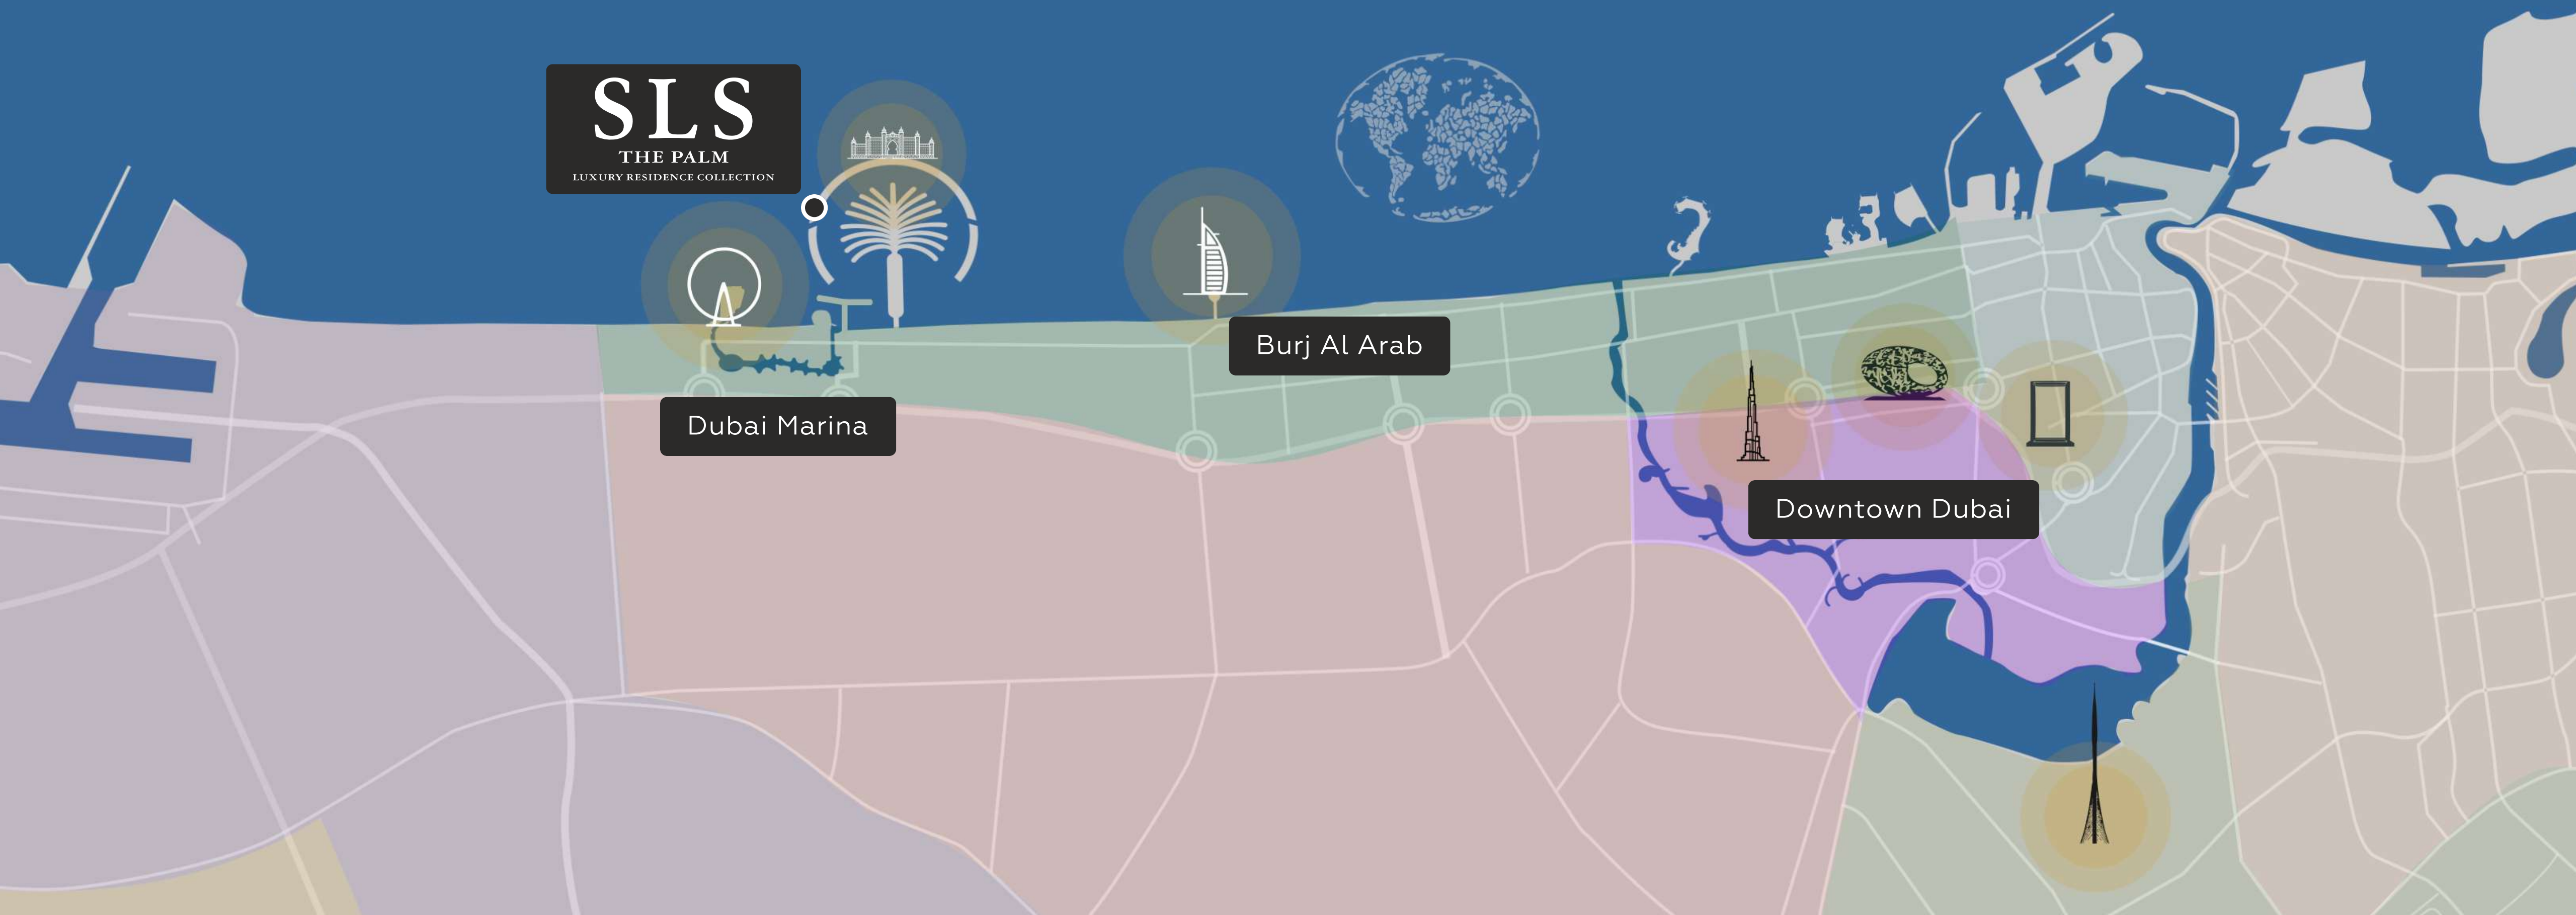 SLS
THE PALM
LUXURY RESIDENCE COLLECTION
Burj Al Arab
Dubai Marina
Downtown Dubai